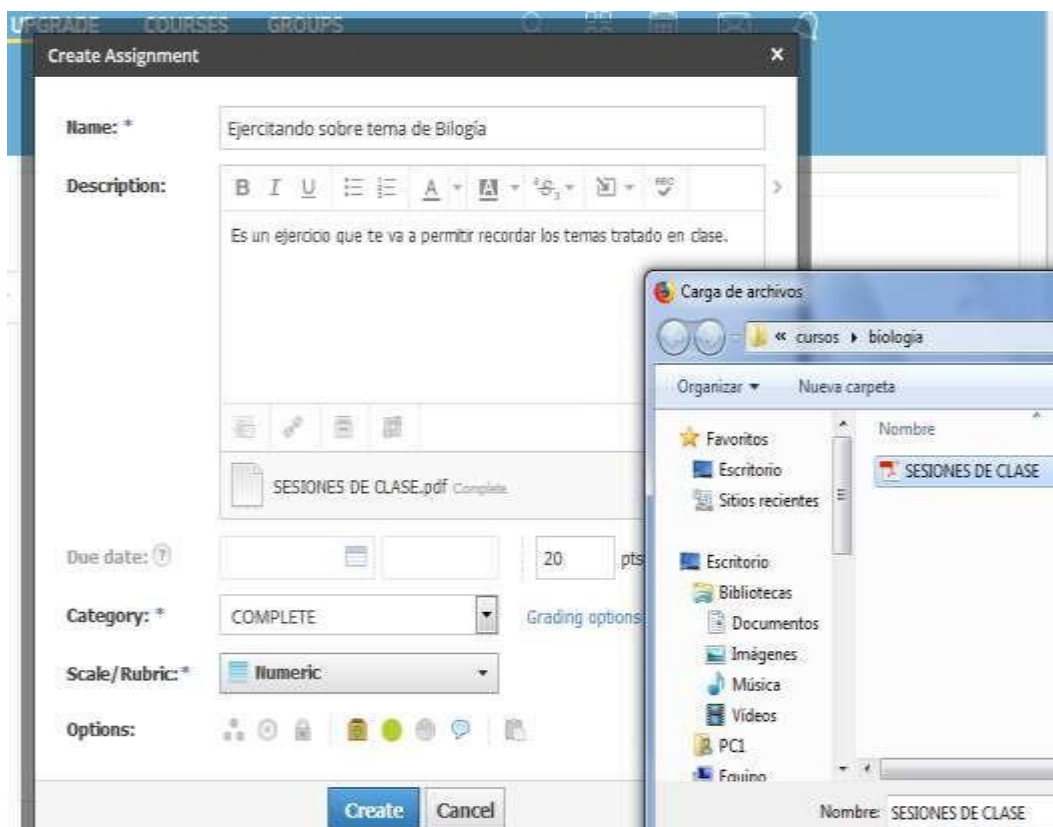 UPGRADE COURSES GROUPS
Create Assignment
Name: * Ejercitando sobre tema de Bilogía
Description: B I U A A ABC
Es un ejercicio que te va a permitir recordar los temas tratado en clase.
SESIONES DE CLASE.pdf Complete
Due date: ? 20 pts
Category: * COMPLETE Grading options
Scale/Rubric:* Numeric
Options:
Create Cancel
Carga de archivos
« cursos biologia
Organizar Nueva carpeta
Favoritos
Escritorio
Sitios recientes
Escritorio
Bibliotecas
Documentos
Imágenes
Música
Vídeos
PC1
Equipo
Nombre
SESIONES DE CLASE
Nombre: SESIONES DE CLASE